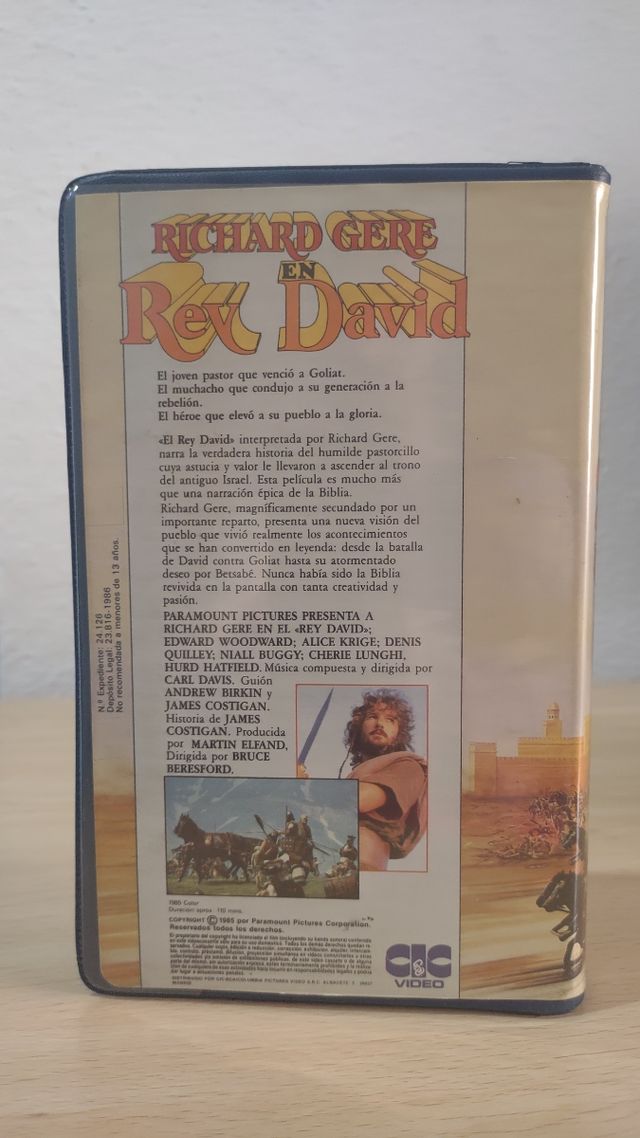 RICHARD GERE
EN
Rey David
El joven pastor que venció a Goliat.
El muchacho que condujo a su generación a la
rebelión.
El héroe que elevó a su pueblo a la gloria.
«El Rey David» interpretada por Richard Gere,
narra la verdadera historia del humilde pastorcillo
cuya astucia y valor le llevaron a ascender al trono
del antiguo Israel. Esta película es mucho más
que una narración épica de la Biblia.
Richard Gere, magníficamente secundado por un
importante reparto, presenta una nueva visión del
pueblo que vivió realmente los acontecimientos
que se han convertido en leyenda: desde la batalla
de David contra Goliat hasta su atormentado
deseo por Betsabé. Nunca había sido la Biblia
revivida en la pantalla con tanta creatividad y
pasión.
PARAMOUNT PICTURES PRESENTA A
RICHARD GERE EN EL «REY DAVID»;
EDWARD WOODWARD; ALICE KRIGE; DENIS
QUILLEY; NIALL BUGGY; CHERIE LUNGHI,
HURD HATFIELD. Música compuesta y dirigida por
CARL DAVIS. Guión
ANDREW BIRKIN y
JAMES COSTIGAN.
Historia de JAMES
COSTIGAN. Producida
por MARTIN ELFAND,
Dirigida por BRUCE
BERESFORD.
N.º Expediente: 24.126
Depósito Legal: 23.816-1986
No recomendada a menores de 13 años.
1985 Color
Duración aprox. 110 mins.
COPYRIGHT © 1985 por Paramount Pictures Corporation.
Reservados todos los derechos.
CIC
VIDEO